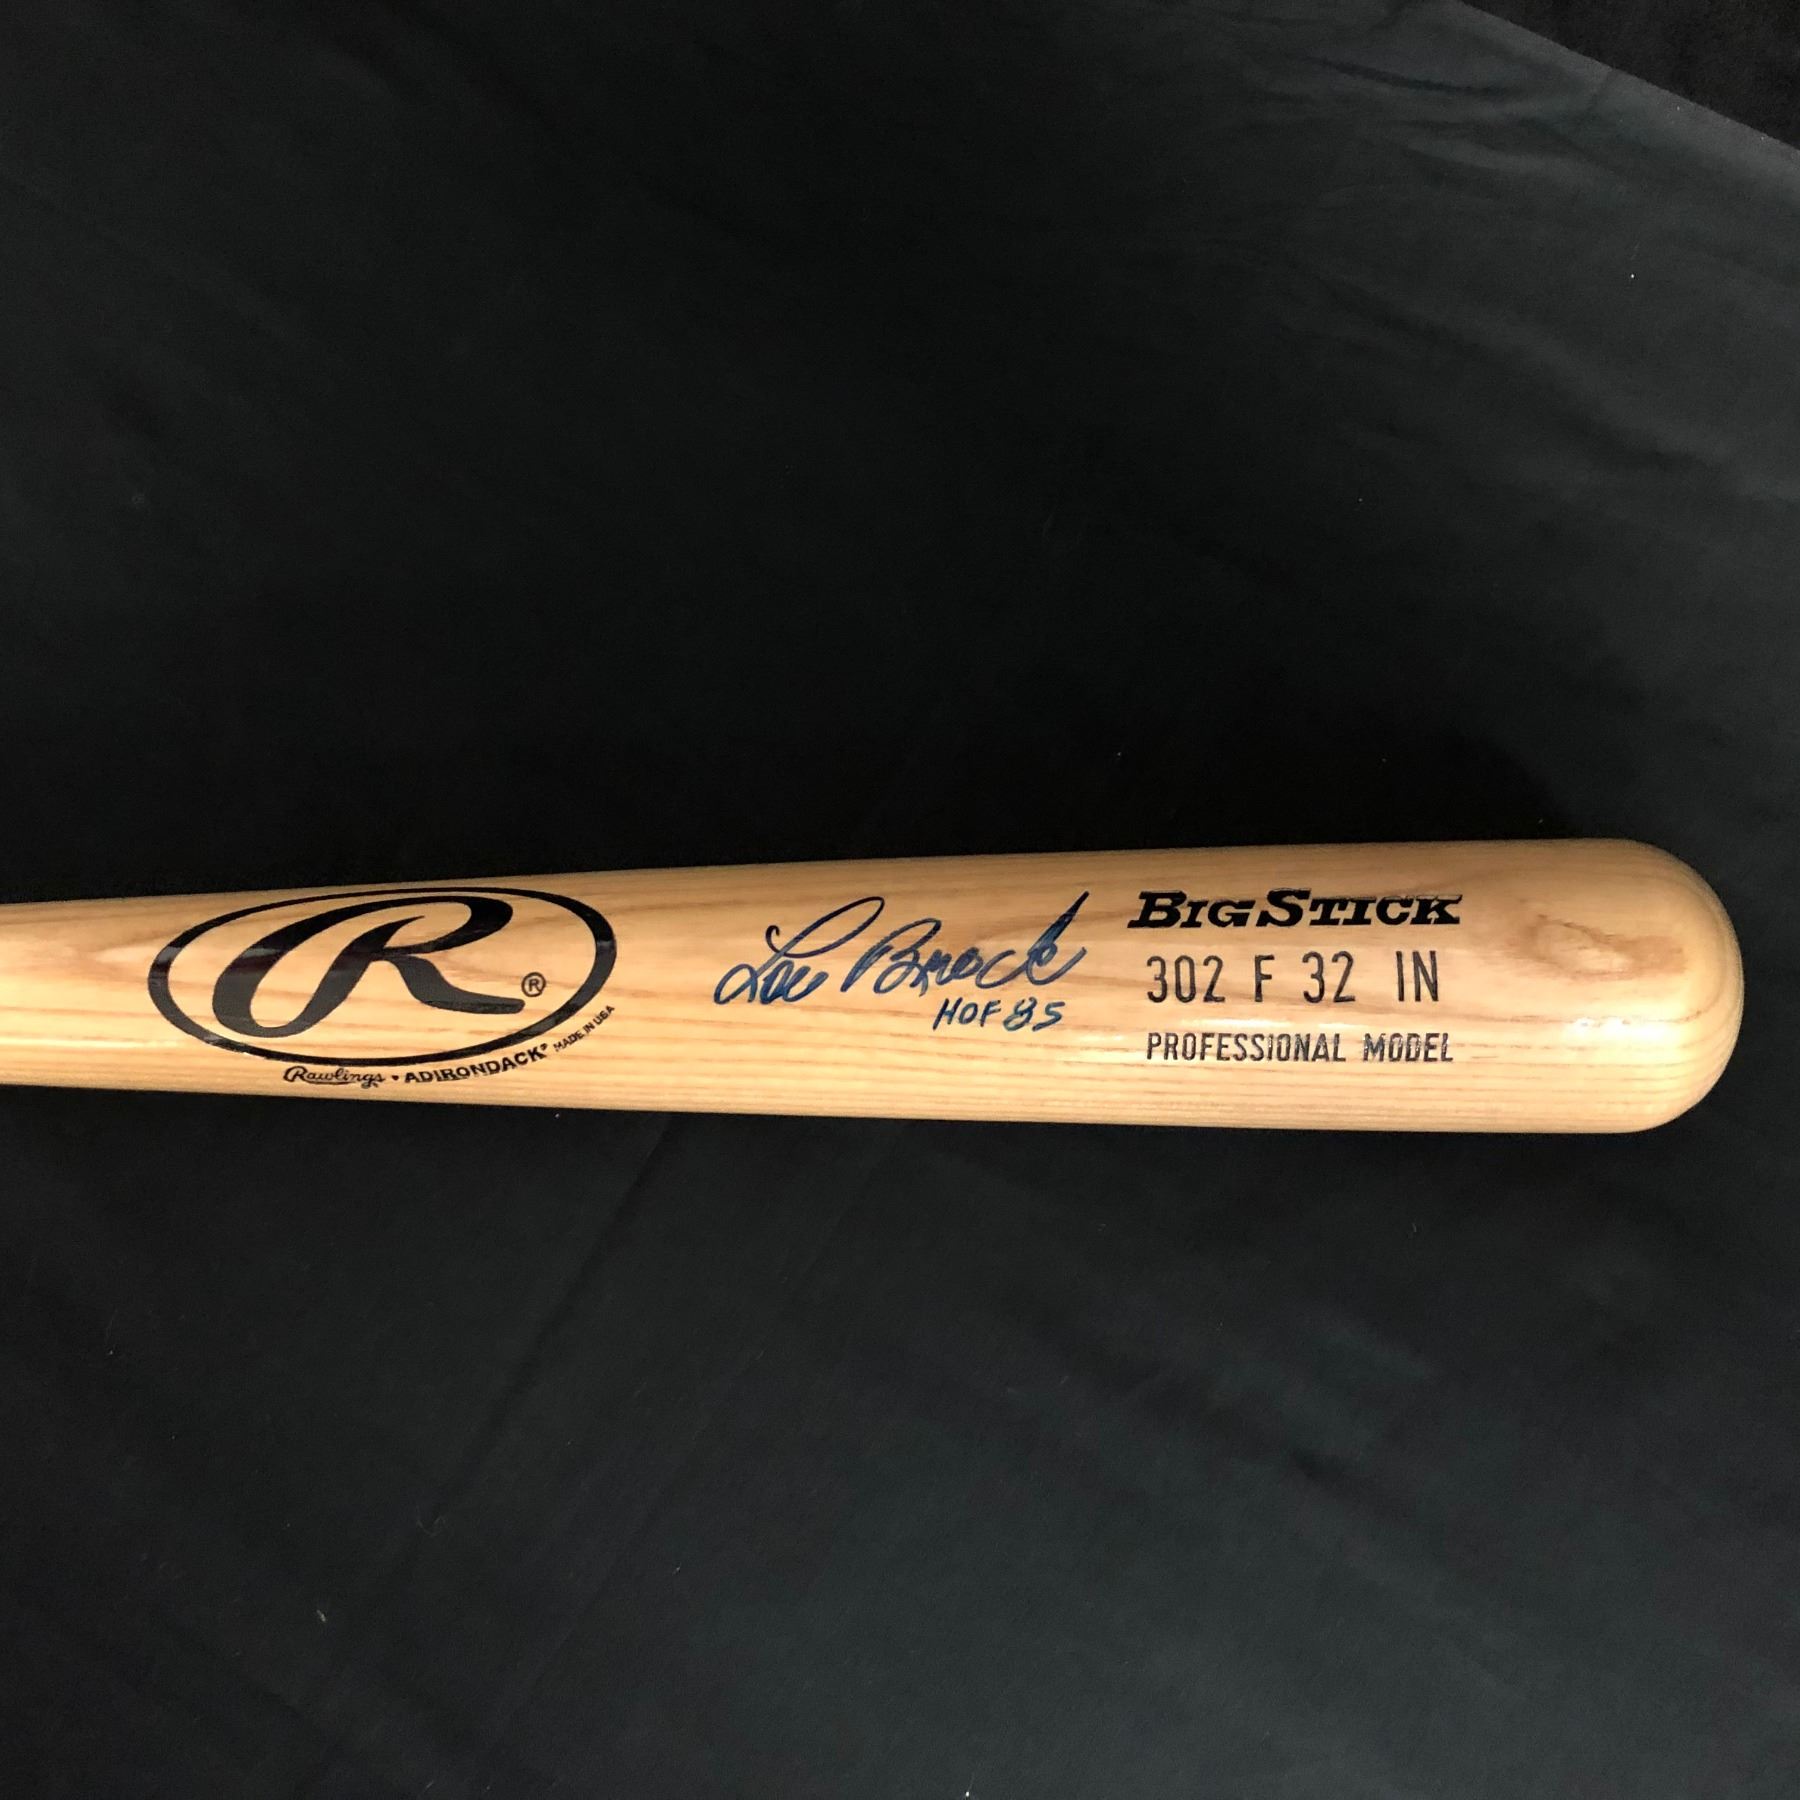 R ®
Rawlings • ADIRONDACK® MADE IN USA
Lou Brock
HOF 85
BIG STICK
302 F 32 IN
PROFESSIONAL MODEL